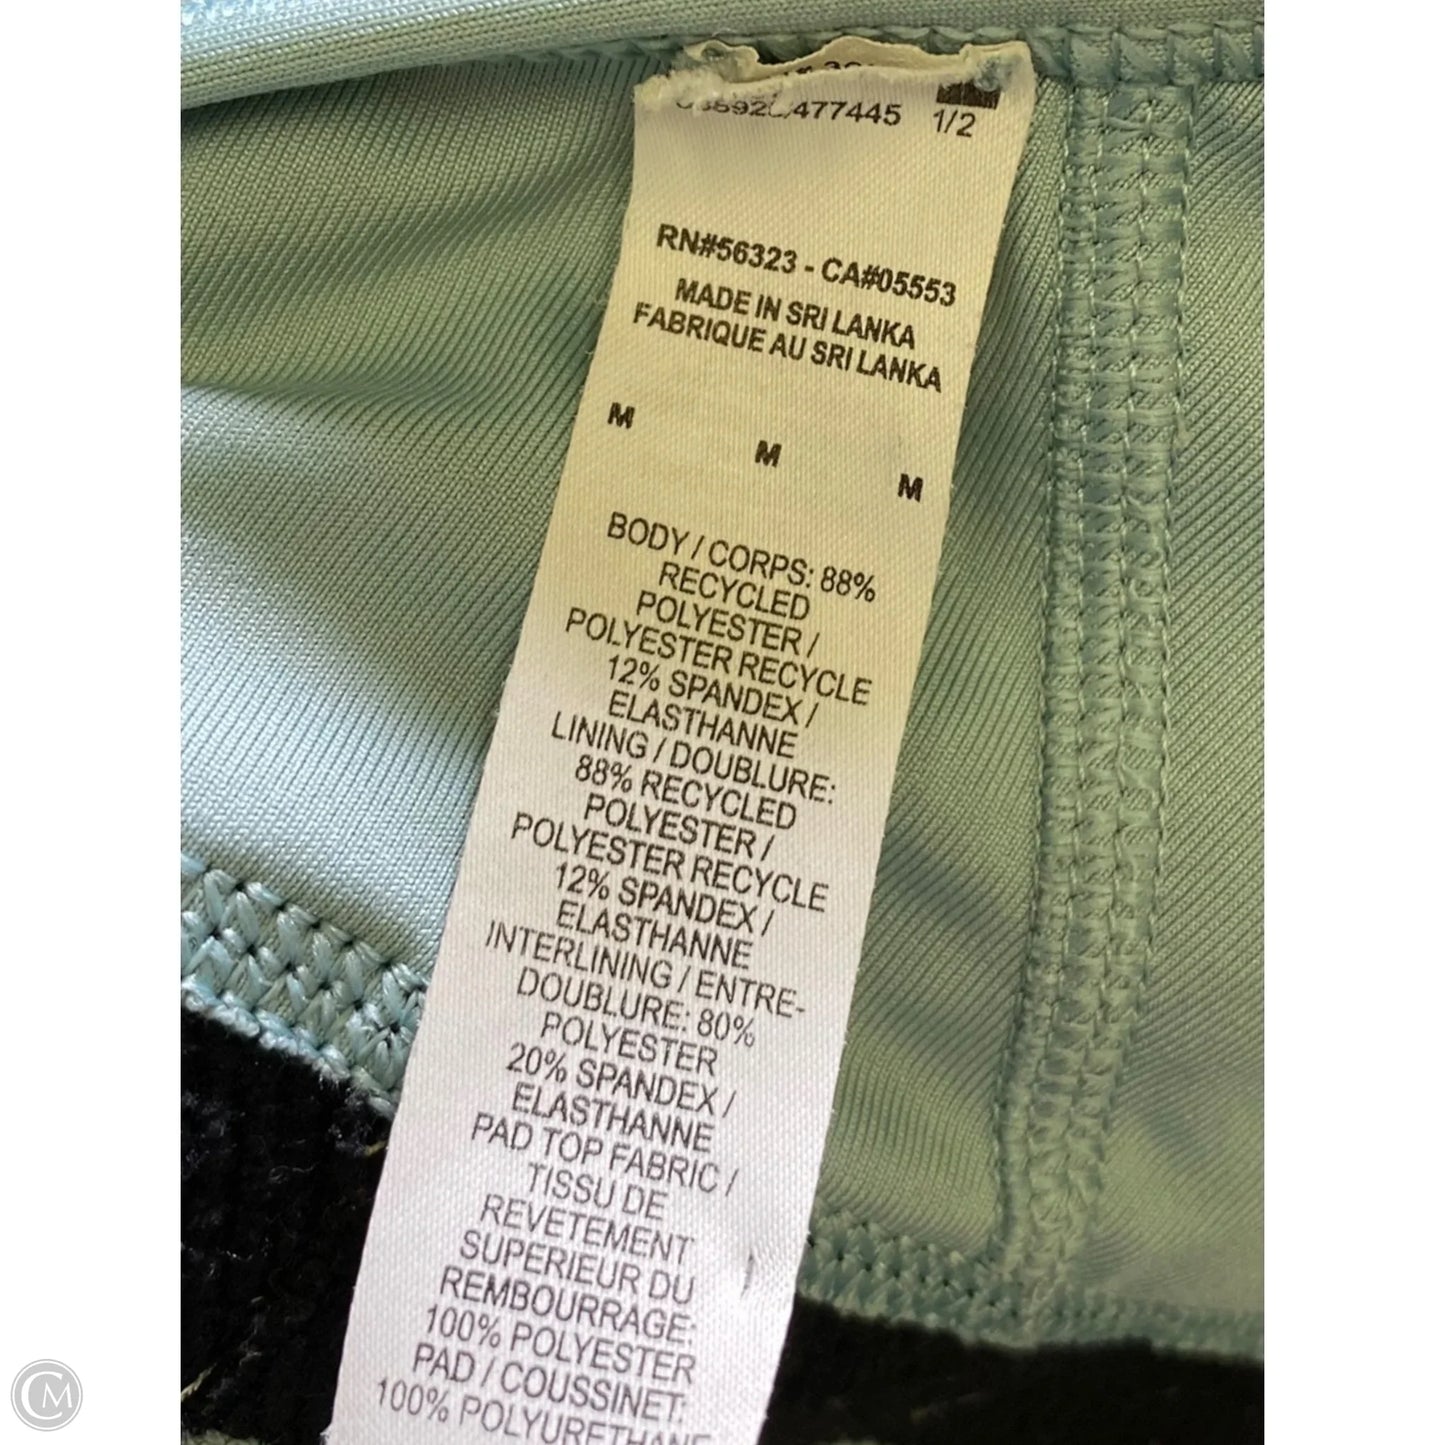 477445 1/2
RN#56323 - CA#05553
MADE IN SRI LANKA
FABRIQUE AU SRI LANKA
M M M
BODY / CORPS: 88%
RECYCLED
POLYESTER /
POLYESTER RECYCLE
12% SPANDEX /
ELASTHANNE
LINING / DOUBLURE:
88% RECYCLED
POLYESTER /
POLYESTER RECYCLE
12% SPANDEX /
ELASTHANNE
INTERLINING / ENTRE-
DOUBLURE: 80%
POLYESTER
20% SPANDEX /
ELASTHANNE
PAD TOP FABRIC /
TISSU DE
REVETEMENT
SUPERIEUR DU
REMBOURRAGE:
100% POLYESTER
PAD / COUSSINET:
100% POLYURETHANE
CM